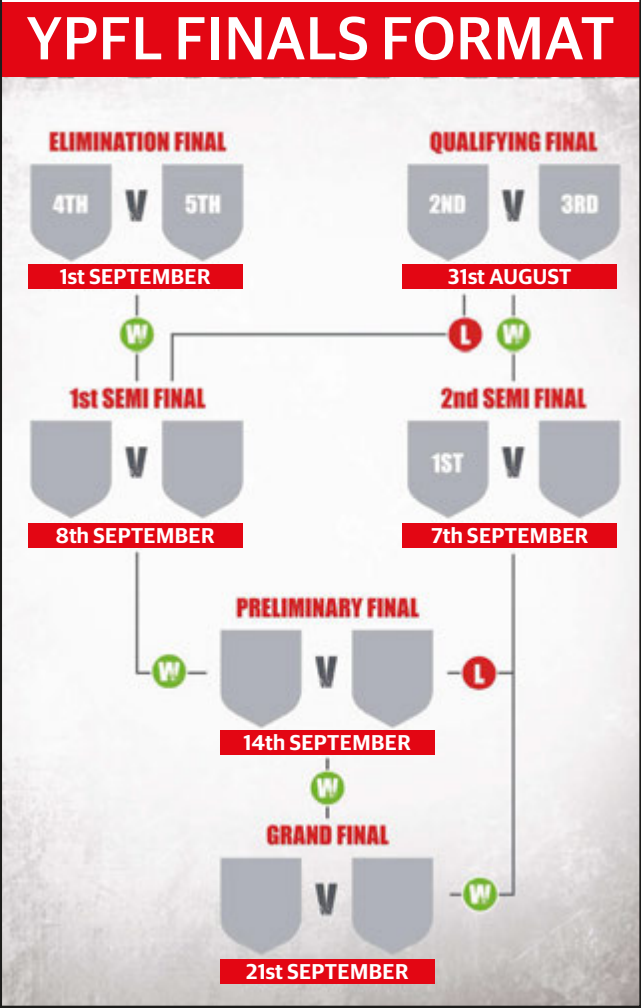 YPFL FINALS FORMAT
ELIMINATION FINAL
4TH V 5TH
1st SEPTEMBER
W
QUALIFYING FINAL
2ND V 3RD
31st AUGUST
L W
1st SEMI FINAL
V
8th SEPTEMBER
2nd SEMI FINAL
1ST V
7th SEPTEMBER
PRELIMINARY FINAL
W V L
14th SEPTEMBER
W
GRAND FINAL
V W
21st SEPTEMBER